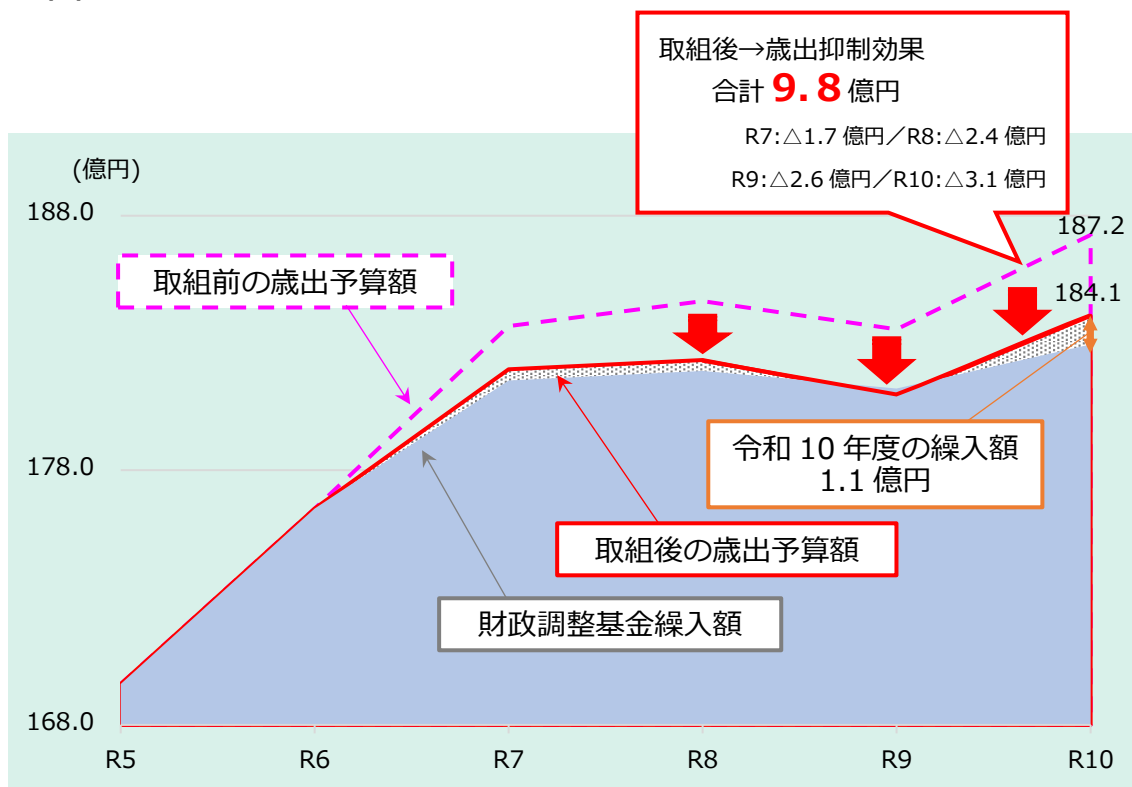 取組後→歳出抑制効果
合計 9.8 億円
R7:△1.7 億円／R8:△2.4 億円
R9:△2.6 億円／R10:△3.1 億円
(億円)
188.0
187.2
取組前の歳出予算額
184.1
178.0
令和 10 年度の繰入額
1.1 億円
取組後の歳出予算額
財政調整基金繰入額
168.0
R5
R6
R7
R8
R9
R10